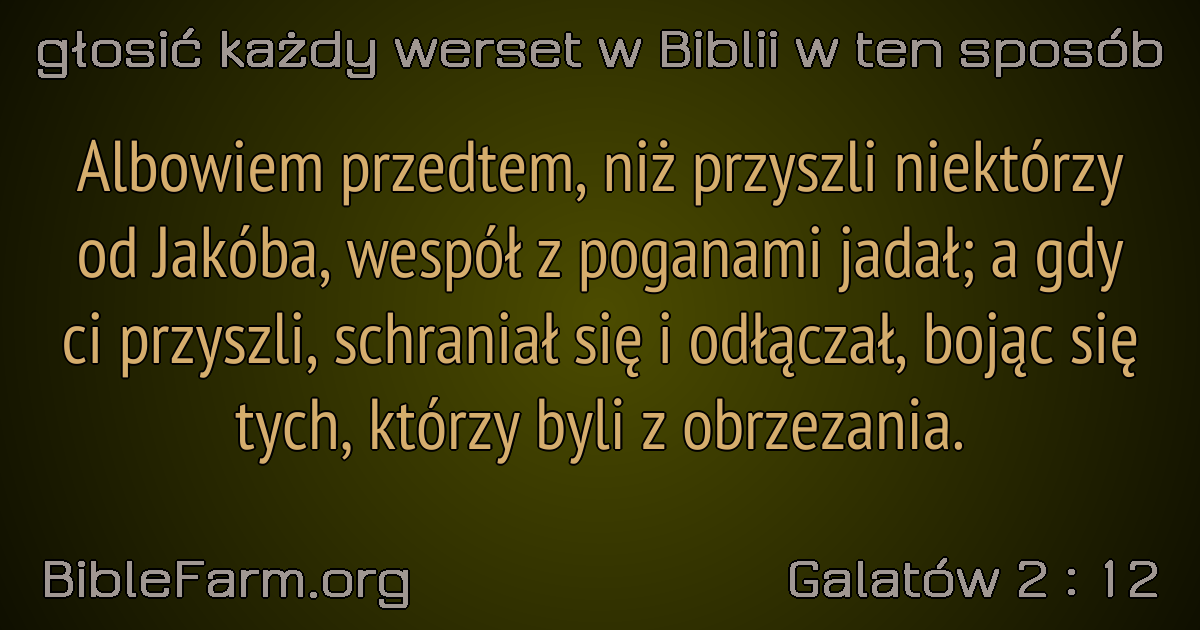 głosić każdy werset w Biblii w ten sposób
Albowiem przedtem, niż przyszli niektórzy
od Jakóba, wespół z poganami jadał; a gdy
ci przyszli, schraniał się i odłączał, bojąc się
tych, którzy byli z obrzezania.
BibleFarm.org
Galatów 2 : 12